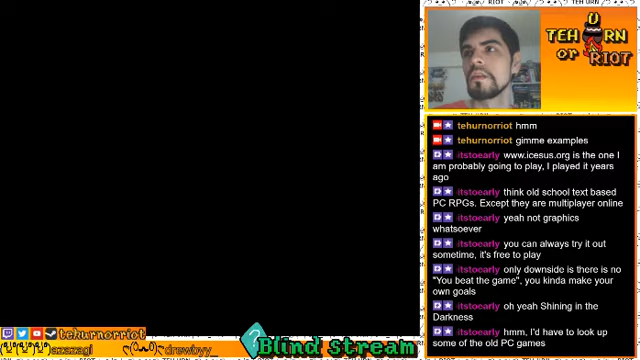 TEH URN
or RIOT
tehurnorriot hmm
tehurnorriot gimme examples
itstoearly www.icesus.org is the one I
am probably going to play, I played it years
ago
itstoearly think old school text based
PC RPGs. Except they are multiplayer online
itstoearly yeah not graphics
whatsoever
itstoearly you can always try it out
sometime, it's free to play
itstoearly only downside is there is no
"You beat the game", you kinda make your
own goals
itstoearly oh yeah Shining in the
Darkness
itstoearly hmm, I'd have to look up
some of the old PC games
tehurnorriot
drewbyy
Blind Stream